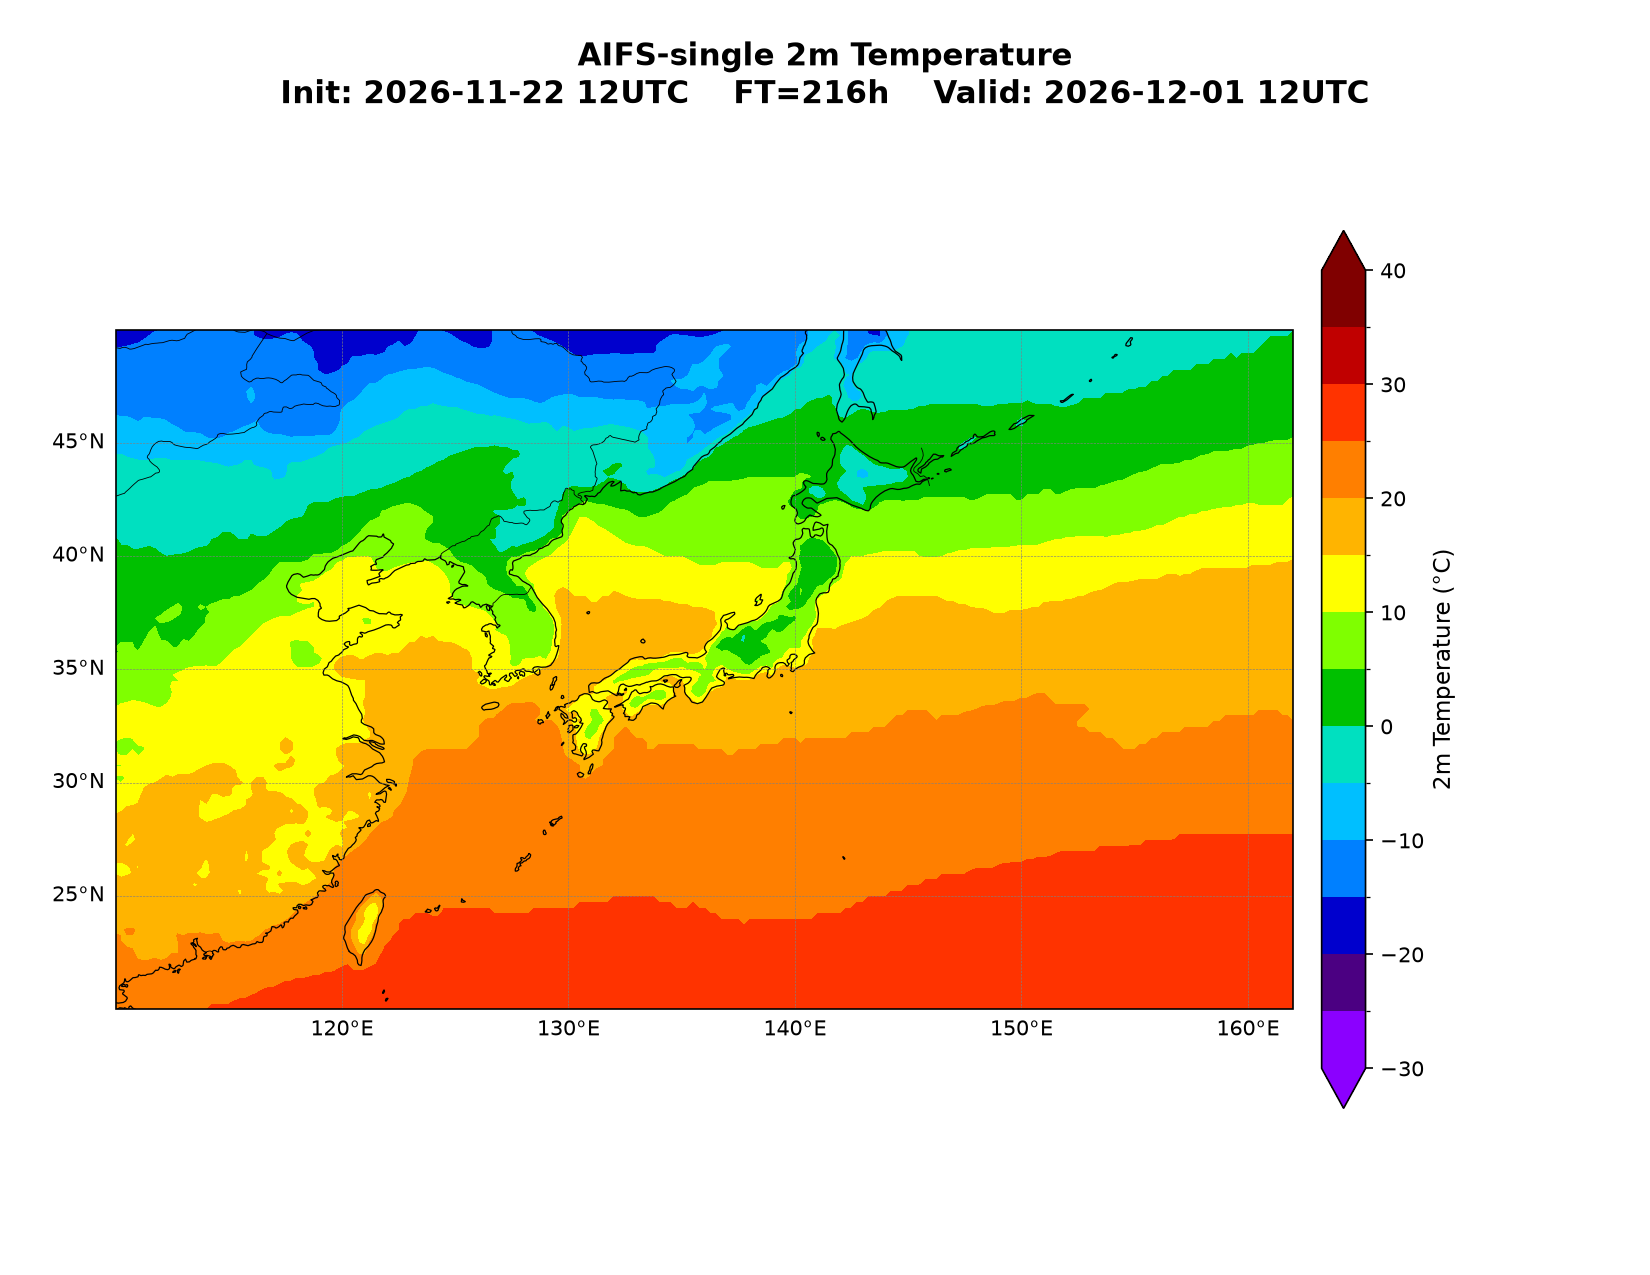 AIFS-single 2m Temperature
Init: 2026-11-22 12UTC    FT=216h    Valid: 2026-12-01 12UTC
45°N
40°N
35°N
30°N
25°N
120°E
130°E
140°E
150°E
160°E
40
30
20
10
0
−10
−20
−30
2m Temperature (°C)